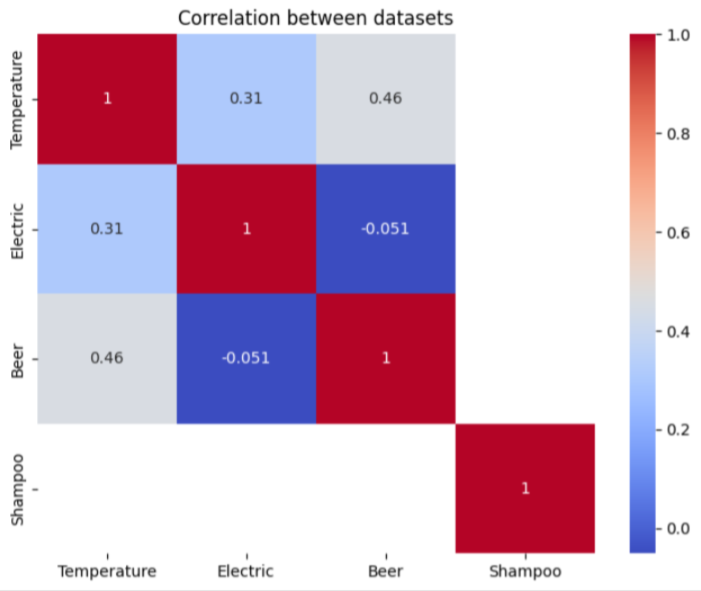 Correlation between datasets
Temperature 1 0.31 0.46
Electric 0.31 1 -0.051
Beer 0.46 -0.051 1
Shampoo 1
Temperature Electric Beer Shampoo
1.0
0.8
0.6
0.4
0.2
0.0